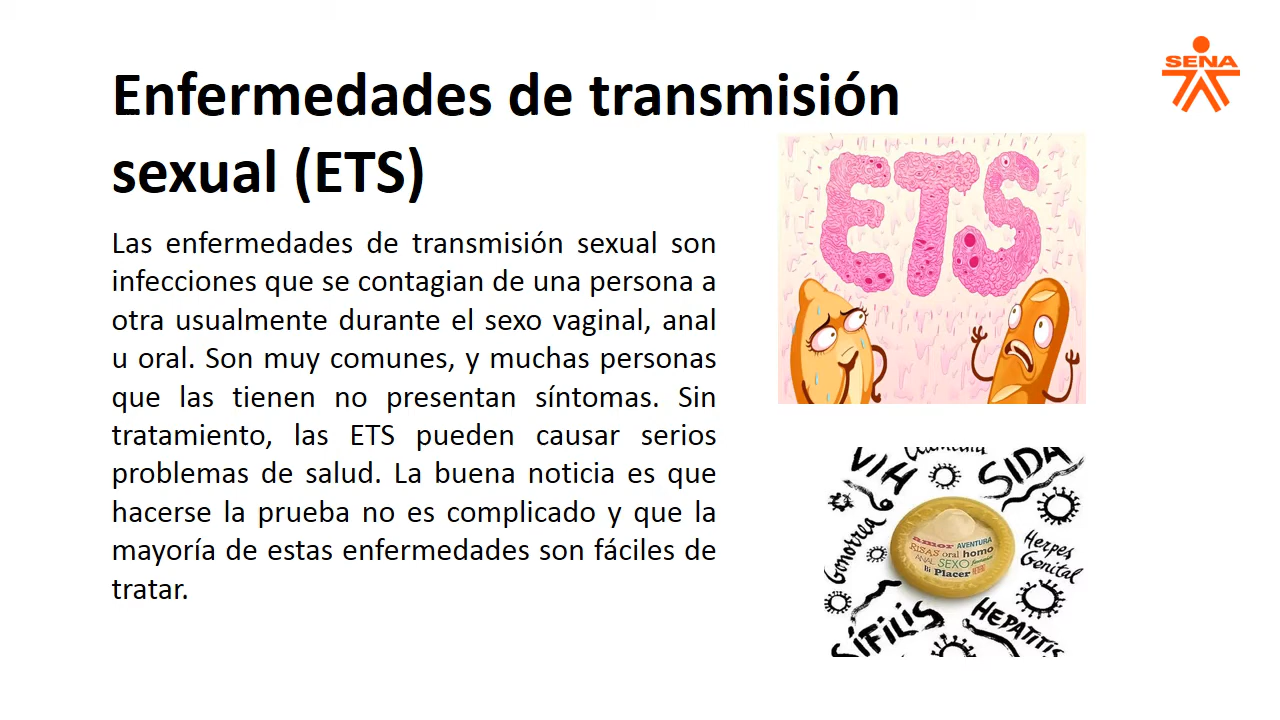 SENA
Enfermedades de transmisión
sexual (ETS)
Las enfermedades de transmisión sexual son
infecciones que se contagian de una persona a
otra usualmente durante el sexo vaginal, anal
u oral. Son muy comunes, y muchas personas
que las tienen no presentan síntomas. Sin
tratamiento, las ETS pueden causar serios
problemas de salud. La buena noticia es que
hacerse la prueba no es complicado y que la
mayoría de estas enfermedades son fáciles de
tratar.
ETS
VIH
SIDA
Gonorrea
amor AVENTURA
RISAS oral homo
ANAL SEXO
Bi Placer
Herpes
Genital
SÍFILIS
HEPATITIS